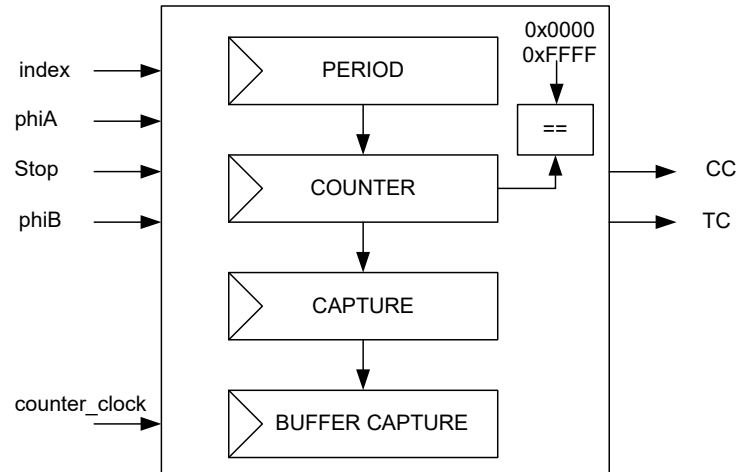 0x0000
0xFFFF
index
PERIOD
phiA
==
Stop
COUNTER
CC
phiB
TC
CAPTURE
counter_clock
BUFFER CAPTURE